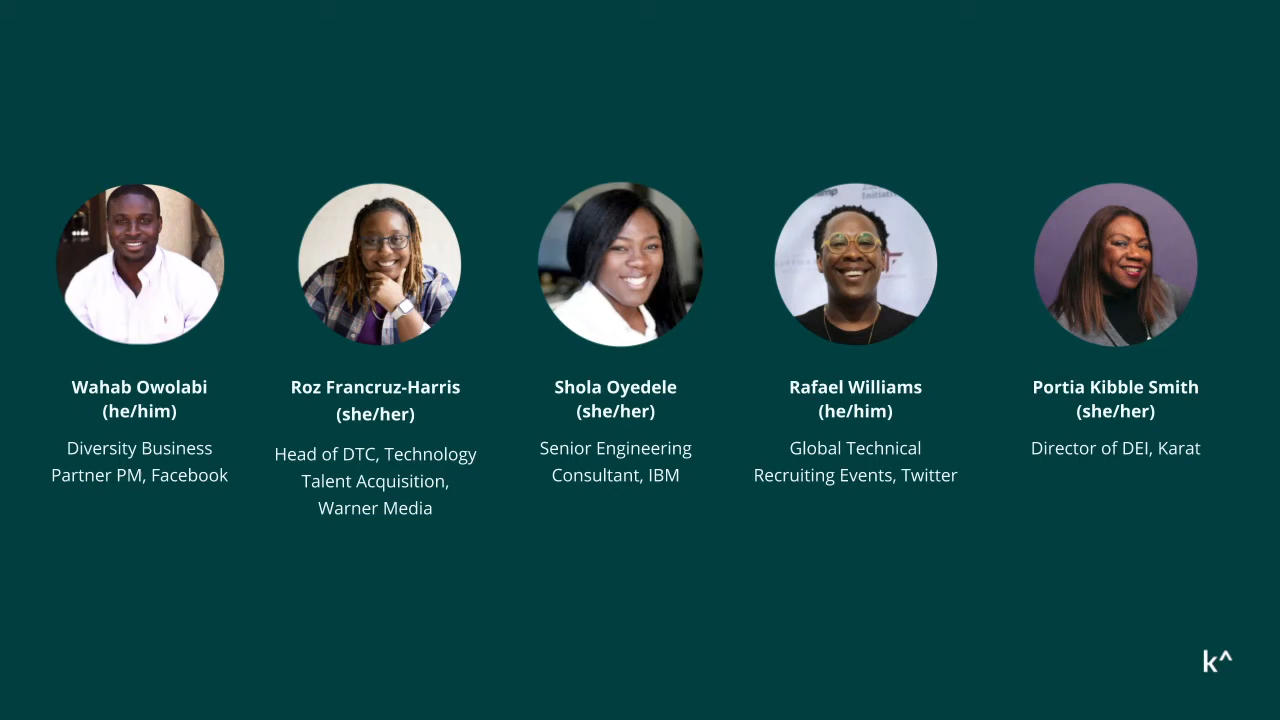 Wahab Owolabi
(he/him)
Diversity Business
Partner PM, Facebook
Roz Francruz-Harris
(she/her)
Head of DTC, Technology
Talent Acquisition,
Warner Media
Shola Oyedele
(she/her)
Senior Engineering
Consultant, IBM
Rafael Williams
(he/him)
Global Technical
Recruiting Events, Twitter
Portia Kibble Smith
(she/her)
Director of DEI, Karat
k^